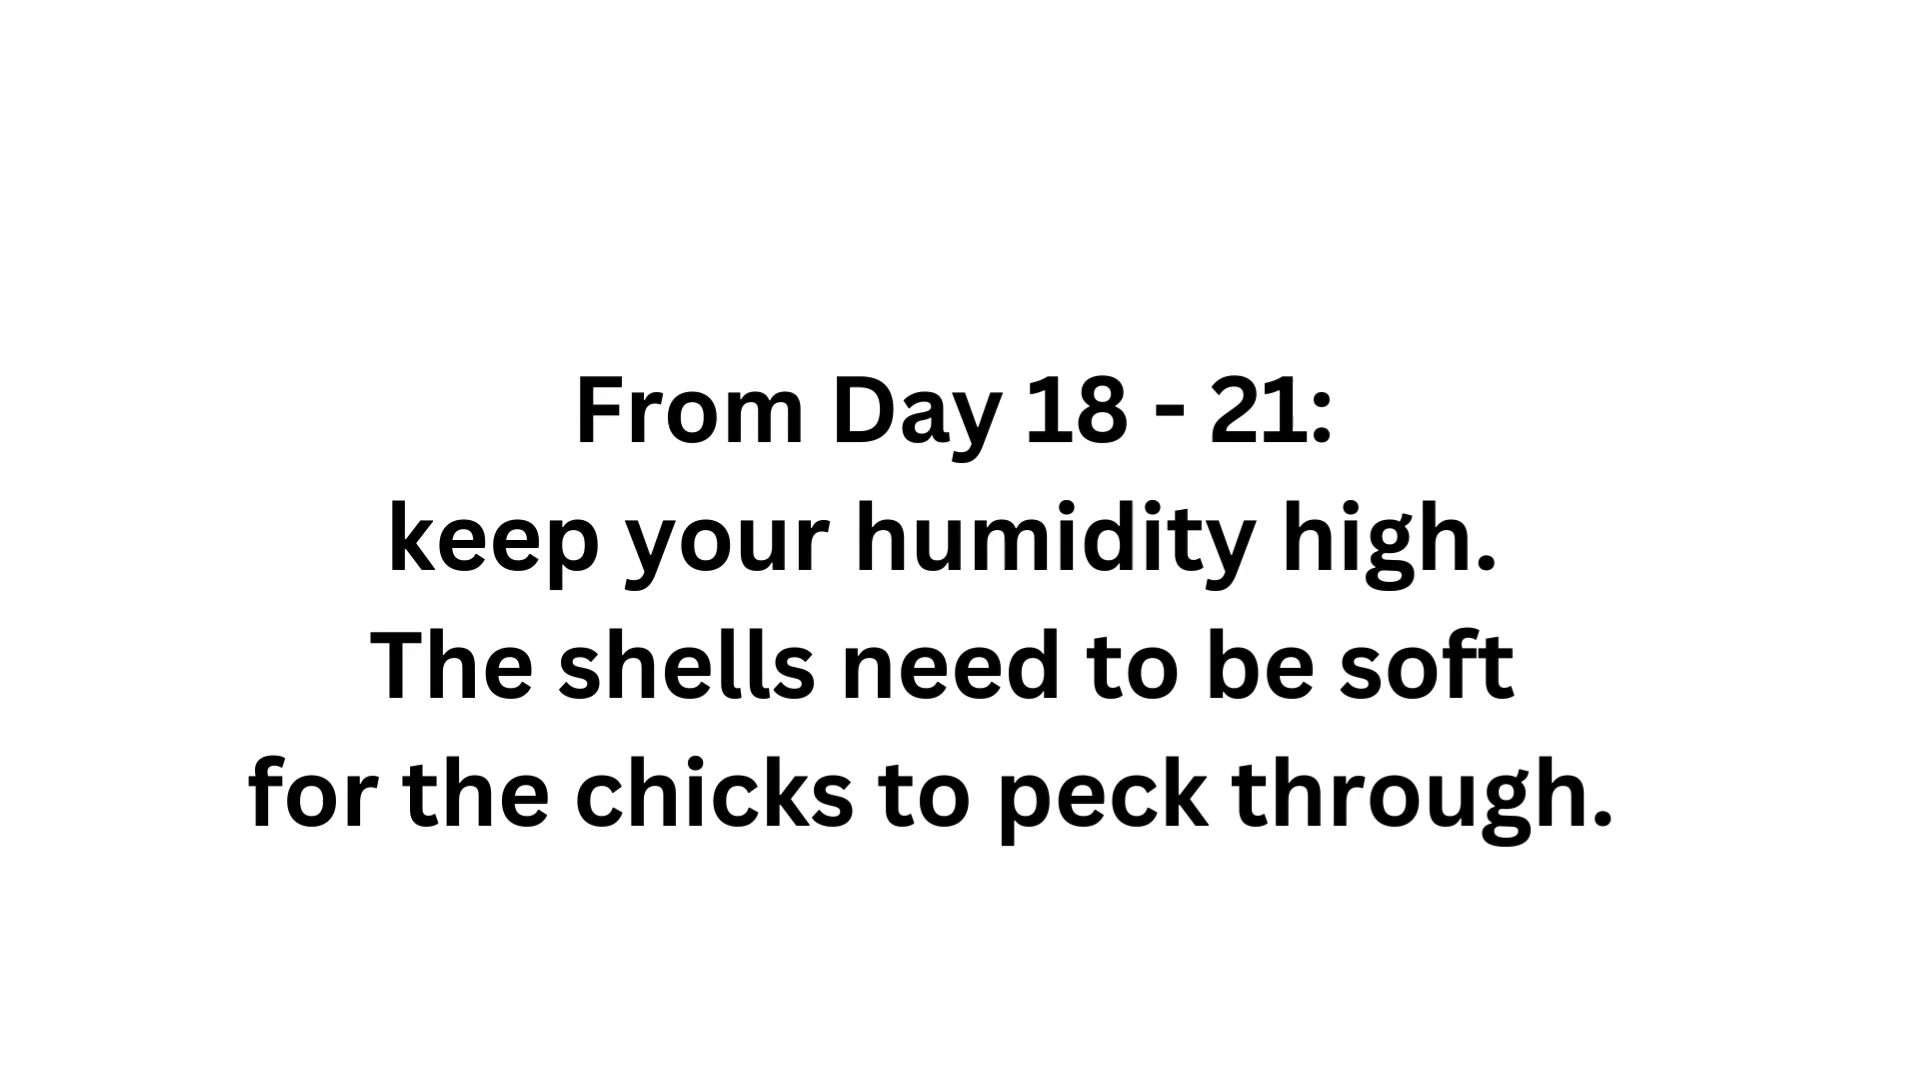 From Day 18 - 21:
keep your humidity high.
The shells need to be soft
for the chicks to peck through.